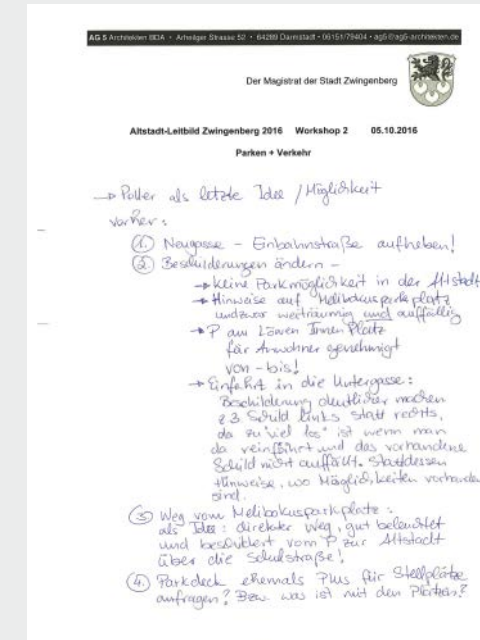 AG 5 Architekten BDA • Arheilger Strasse 52 • 64289 Darmstadt • 06151/79404 • ag5@ag5-architekten.de
Der Magistrat der Stadt Zwingenberg
Altstadt-Leitbild Zwingenberg 2016 Workshop 2 05.10.2016
Parken + Verkehr
→ Poller als letzte Idee / Möglichkeit
vorher:
1. Neugasse – Einbahnstraße aufheben!
2. Beschilderungen ändern –
→ keine Parkmöglichkeit in der Altstadt
→ Hinweise auf Melibokusparkplatz
und zwar weiträumig und auffällig
→ P am Löwen Platz
für Anwohner genehmigt
von – bis!
→ Einfahrt in die Untergasse:
Beschilderung deutlicher machen
z.B. Schild links statt rechts,
da zu "viel los" ist wenn man
da reinfährt und das vorhandene
Schild nicht auffällt. Stattdessen
Hinweise, wo Möglichkeiten vorhanden
sind.
3. Weg vom Melibokusparkplatz:
als Idee: direkter Weg, gut beleuchtet
und beschildert vom P zur Altstadt
über die Schulstraße!
4. Parkdeck ehemals Plus für Stellplätze
anfragen? Bzw. was ist mit den Plätzen?